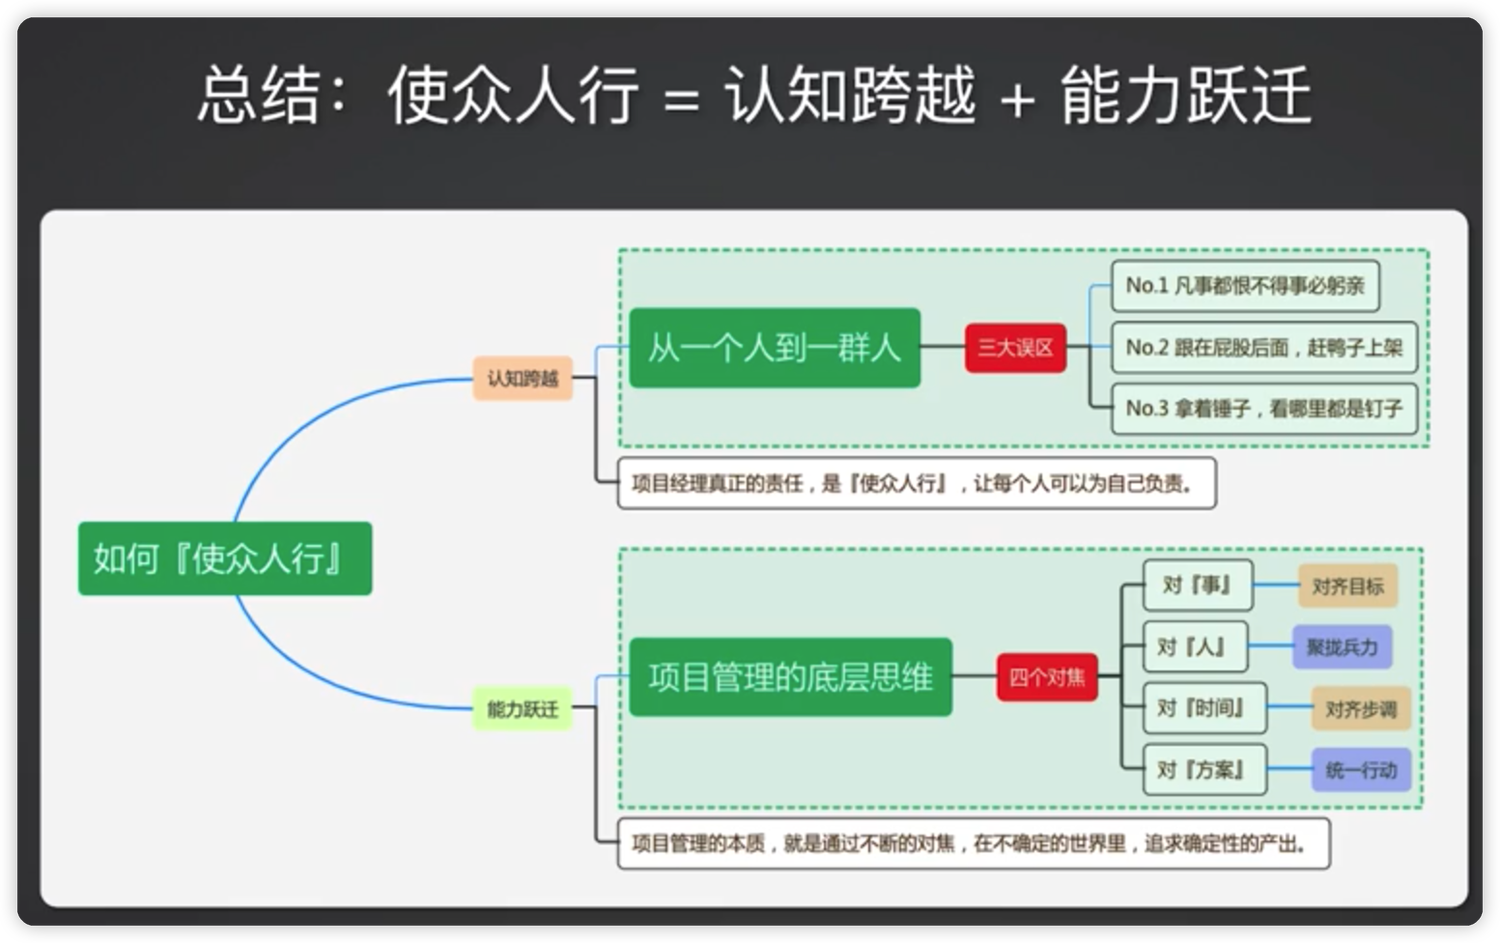 总结：使众人行 = 认知跨越 + 能力跃迁
如何『使众人行』
认知跨越
从一个人到一群人
三大误区
No.1 凡事都恨不得事必躬亲
No.2 跟在屁股后面，赶鸭子上架
No.3 拿着锤子，看哪里都是钉子
项目经理真正的责任，是『使众人行』，让每个人可以为自己负责。
能力跃迁
项目管理的底层思维
四个对焦
对『事』
对齐目标
对『人』
聚拢兵力
对『时间』
对齐步调
对『方案』
统一行动
项目管理的本质，就是通过不断的对焦，在不确定的世界里，追求确定性的产出。